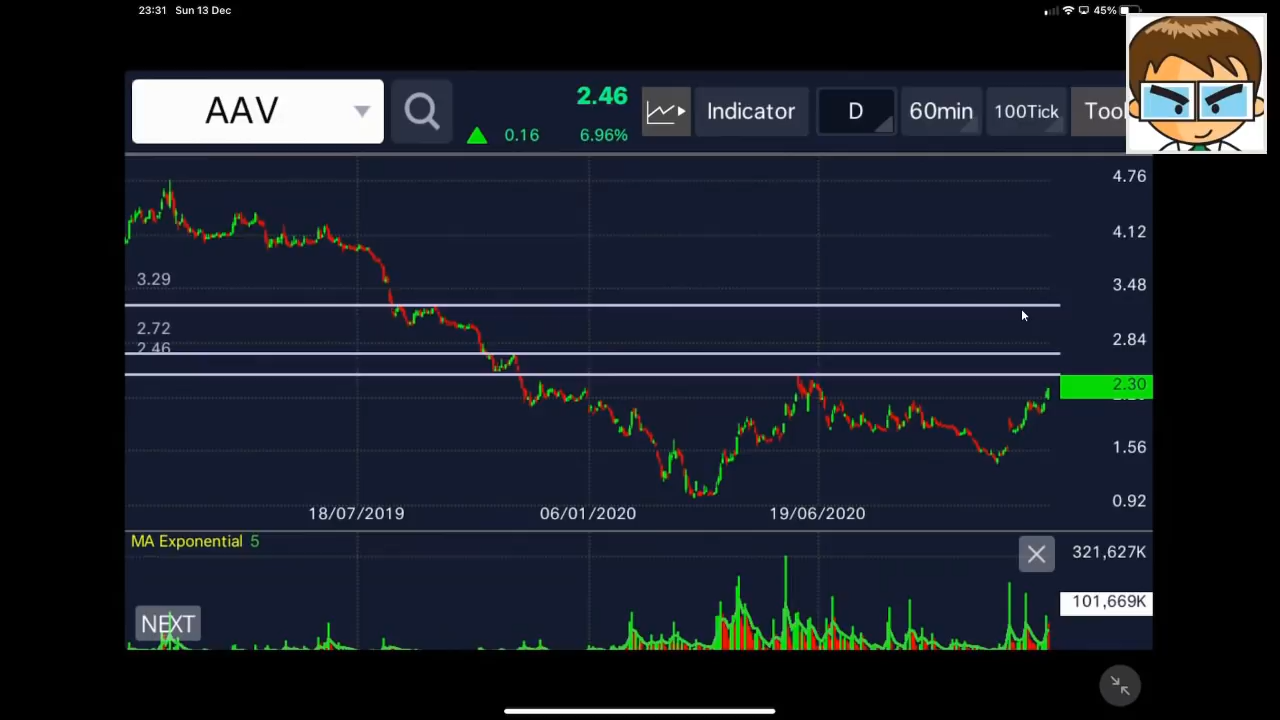 23:31 Sun 13 Dec
45%
AAV
2.46
0.16 6.96%
Indicator
D
60min
100Tick
Too
4.76
4.12
3.48
2.84
2.30
1.56
0.92
3.29
2.72
2.46
18/07/2019 06/01/2020 19/06/2020
MA Exponential 5
321,627K
101,669K
NEXT